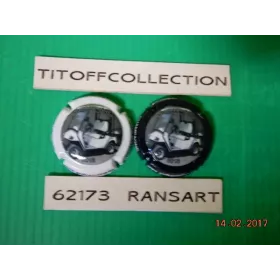 TITOFFCOLLECTION
62173 RANSART
14 02 2017